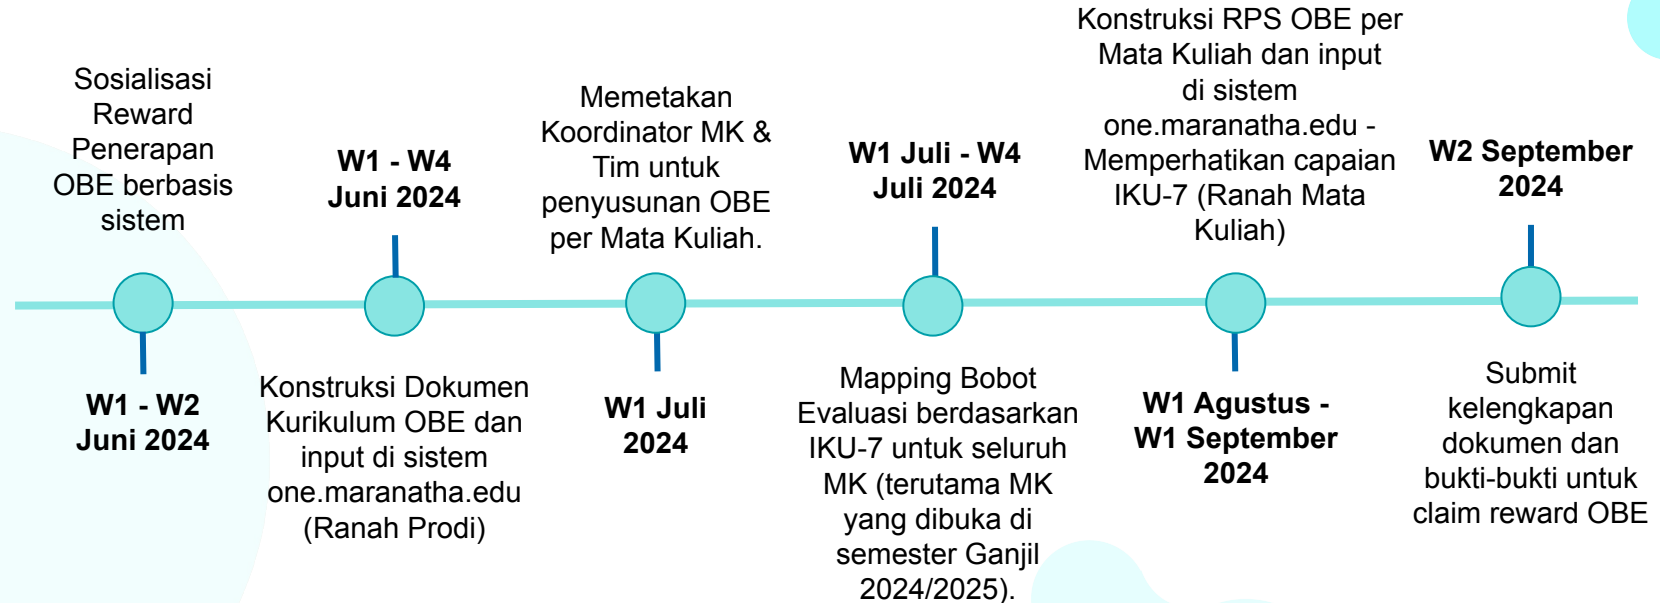 Sosialisasi
Reward
Penerapan
OBE berbasis
sistem
W1 - W2
Juni 2024
W1 - W4
Juni 2024
Konstruksi Dokumen
Kurikulum OBE dan
input di sistem
one.maranatha.edu
(Ranah Prodi)
Memetakan
Koordinator MK &
Tim untuk
penyusunan OBE
per Mata Kuliah.
W1 Juli
2024
W1 Juli - W4
Juli 2024
Mapping Bobot
Evaluasi berdasarkan
IKU-7 untuk seluruh
MK (terutama MK
yang dibuka di
semester Ganjil
2024/2025).
Konstruksi RPS OBE per
Mata Kuliah dan input
di sistem
one.maranatha.edu -
Memperhatikan capaian
IKU-7 (Ranah Mata
Kuliah)
W1 Agustus -
W1 September
2024
W2 September
2024
Submit
kelengkapan
dokumen dan
bukti-bukti untuk
claim reward OBE